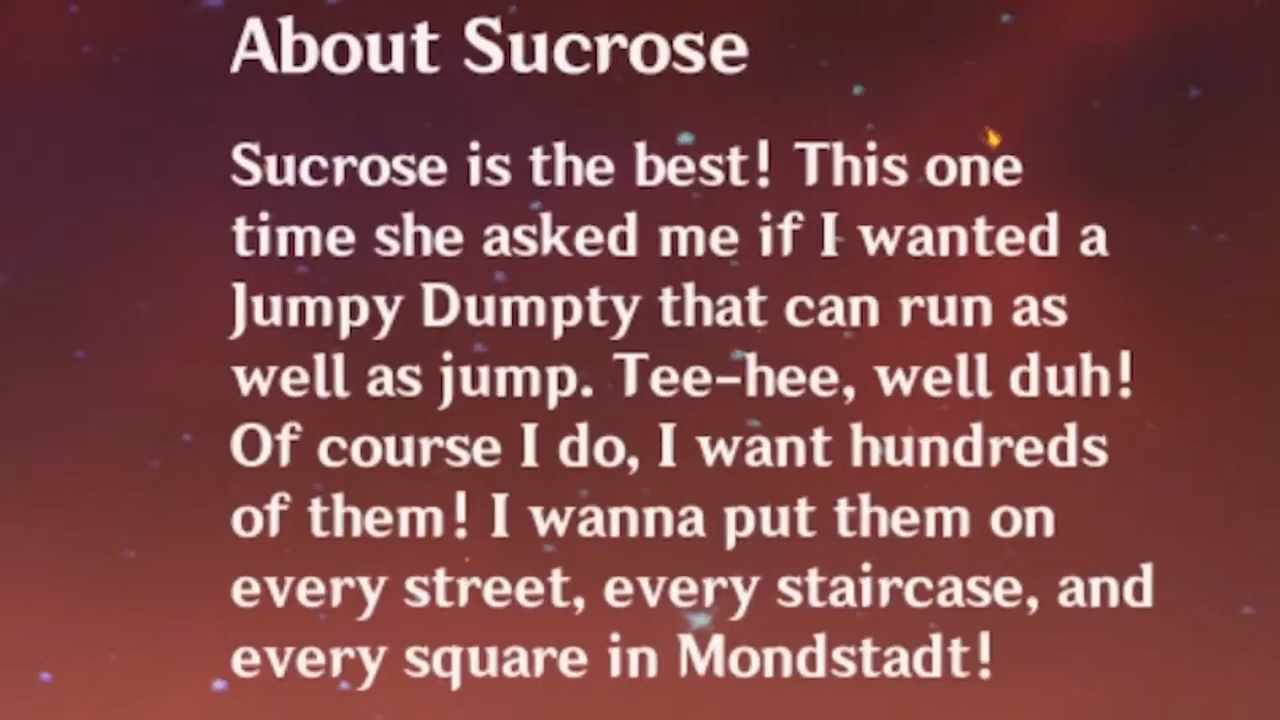 About Sucrose
Sucrose is the best! This one
time she asked me if I wanted a
Jumpy Dumpty that can run as
well as jump. Tee-hee, well duh!
Of course I do, I want hundreds
of them! I wanna put them on
every street, every staircase, and
every square in Mondstadt!